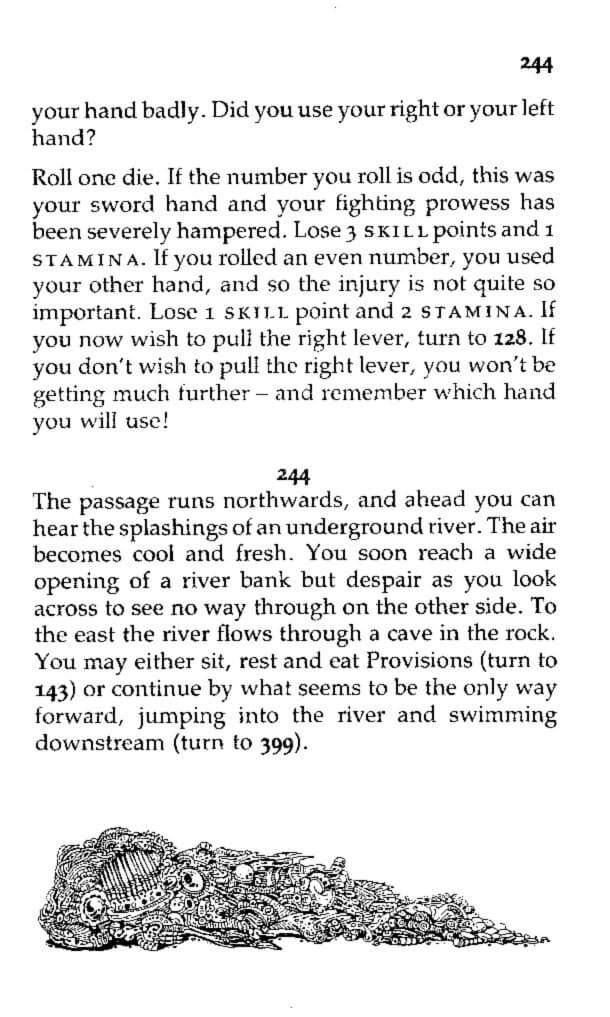 244
your hand badly. Did you use your right or your left
hand?
Roll one die. If the number you roll is odd, this was
your sword hand and your fighting prowess has
been severely hampered. Lose 3 SKILL points and 1
STAMINA. If you rolled an even number, you used
your other hand, and so the injury is not quite so
important. Lose 1 SKILL point and 2 STAMINA. If
you now wish to pull the right lever, turn to 128. If
you don't wish to pull the right lever, you won't be
getting much further – and remember which hand
you will use!
244
The passage runs northwards, and ahead you can
hear the splashings of an underground river. The air
becomes cool and fresh. You soon reach a wide
opening of a river bank but despair as you look
across to see no way through on the other side. To
the east the river flows through a cave in the rock.
You may either sit, rest and eat Provisions (turn to
143) or continue by what seems to be the only way
forward, jumping into the river and swimming
downstream (turn to 399).